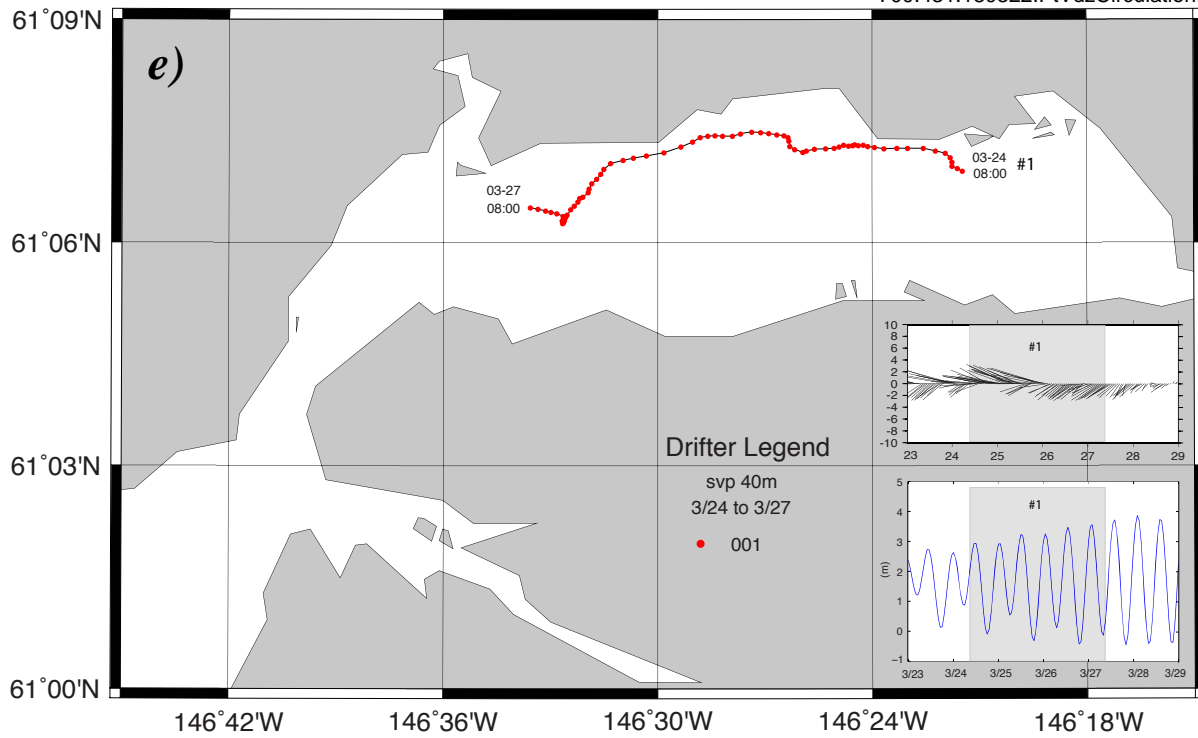 61°09'N
e)
03-24
08:00
#1
03-27
08:00
61°06'N
10
8
6
4
2
0
-2
-4
-6
-8
-10
#1
23 24 25 26 27 28 29
Drifter Legend
svp 40m
3/24 to 3/27
001
61°03'N
5
4
3
2
1
0
-1
(m)
#1
3/23 3/24 3/25 3/26 3/27 3/28 3/29
61°00'N
146°42'W 146°36'W 146°30'W 146°24'W 146°18'W